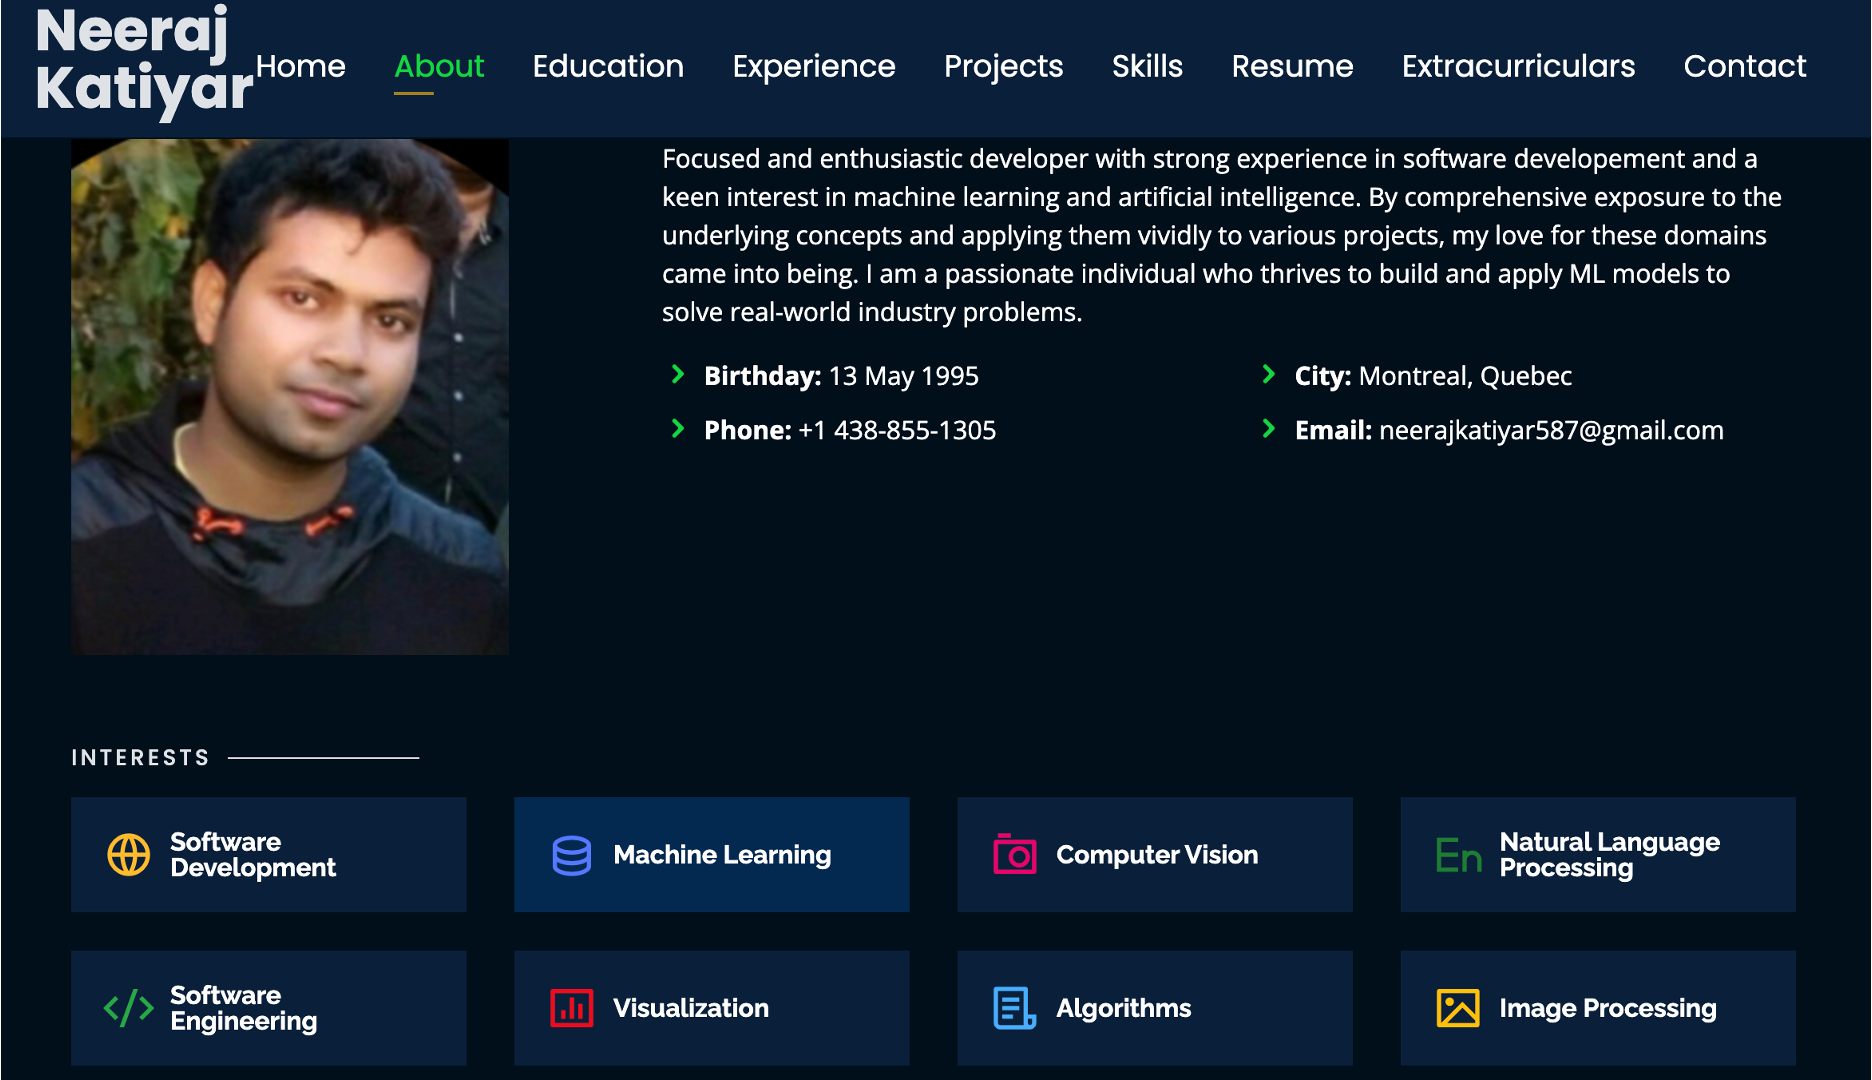 Neeraj
Katiyar
Home About Education Experience Projects Skills Resume Extracurriculars Contact
Focused and enthusiastic developer with strong experience in software developement and a
keen interest in machine learning and artificial intelligence. By comprehensive exposure to the
underlying concepts and applying them vividly to various projects, my love for these domains
came into being. I am a passionate individual who thrives to build and apply ML models to
solve real-world industry problems.
Birthday: 13 May 1995
City: Montreal, Quebec
Phone: +1 438-855-1305
Email: neerajkatiyar587@gmail.com
INTERESTS
Software
Development
Machine Learning
Computer Vision
En
Natural Language
Processing
</>
Software
Engineering
Visualization
Algorithms
Image Processing